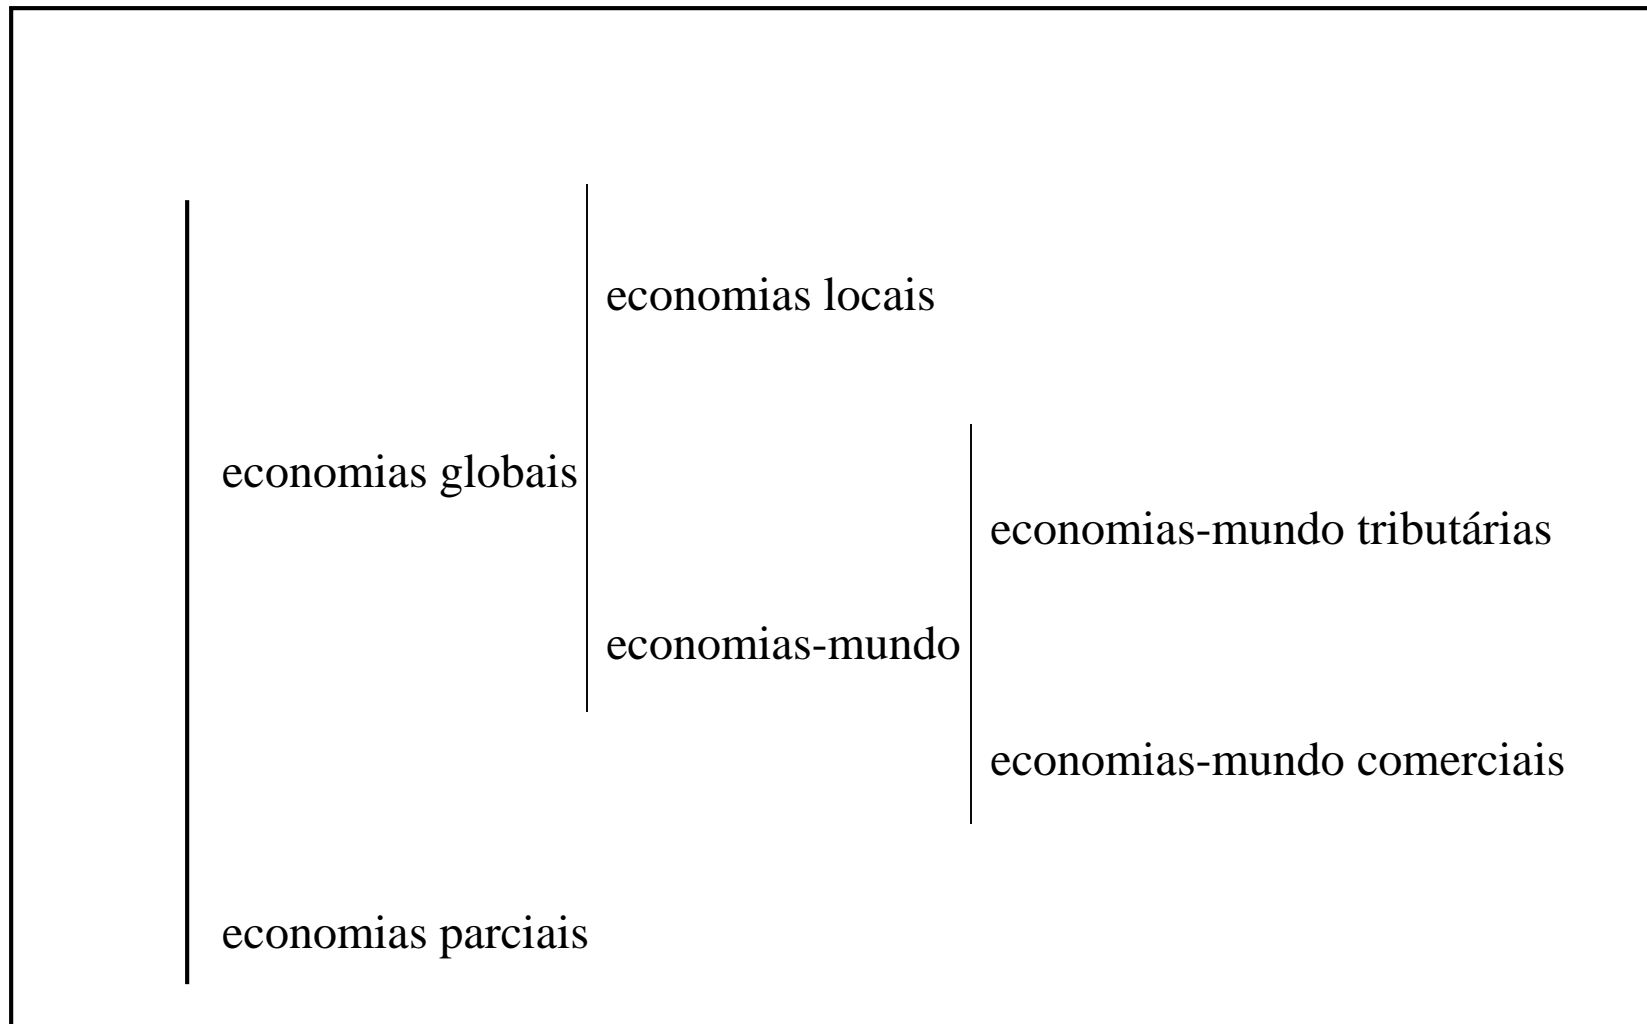 economias locais
economias globais
economias-mundo tributárias
economias-mundo
economias-mundo comerciais
economias parciais